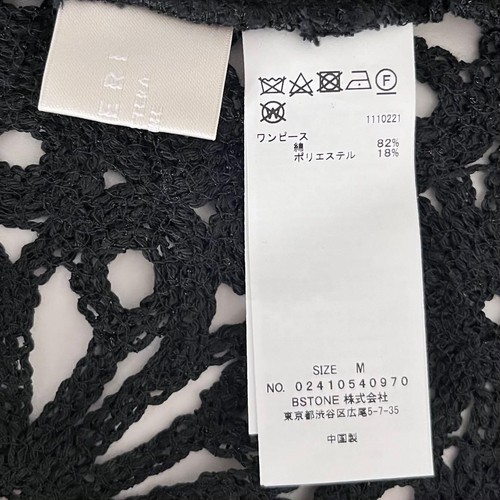 ERI
F
W
1110221
ワンピース
綿 82%
ポリエステル 18%
SIZE M
NO. 02410540970
BSTONE 株式会社
東京都渋谷区広尾5-7-35
中国製